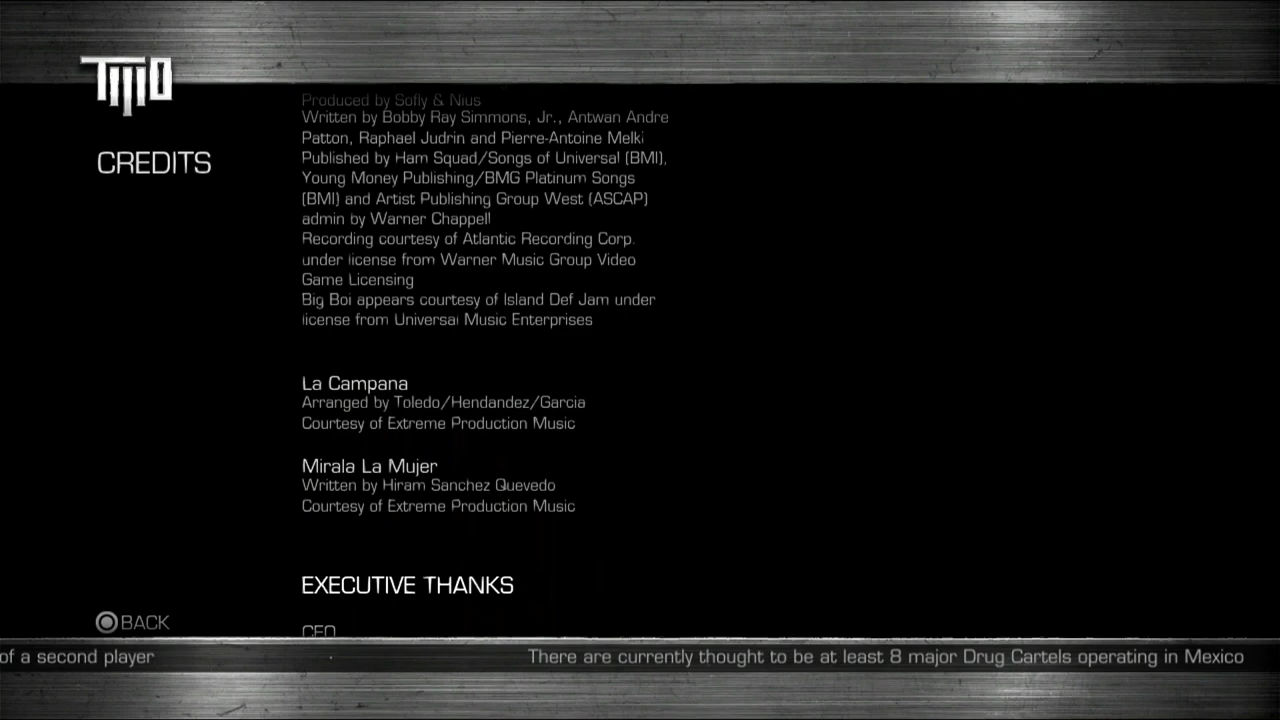 CREDITS
Produced by Sofly & Nius
Written by Bobby Ray Simmons, Jr., Antwan Andre
Patton, Raphael Judrin and Pierre-Antoine Melki
Published by Ham Squad/Songs of Universal (BMI),
Young Money Publishing/BMG Platinum Songs
(BMI) and Artist Publishing Group West (ASCAP)
admin by Warner Chappell
Recording courtesy of Atlantic Recording Corp.
under license from Warner Music Group Video
Game Licensing
Big Boi appears courtesy of Island Def Jam under
license from Universal Music Enterprises
La Campana
Arranged by Toledo/Hendandez/Garcia
Courtesy of Extreme Production Music
Mirala La Mujer
Written by Hiram Sanchez Quevedo
Courtesy of Extreme Production Music
EXECUTIVE THANKS
CEO
BACK
of a second player
There are currently thought to be at least 8 major Drug Cartels operating in Mexico